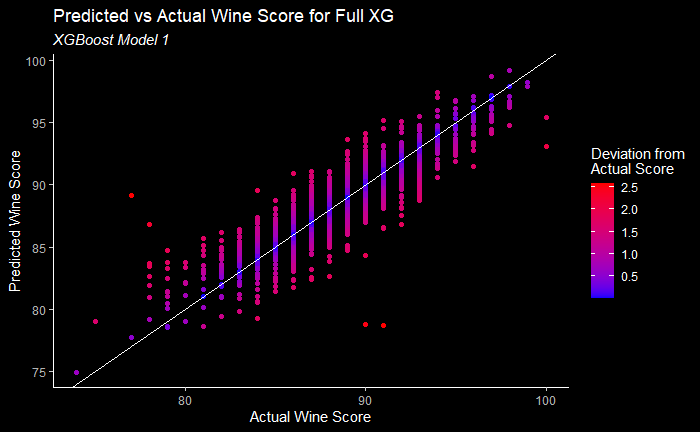 Predicted vs Actual Wine Score for Full XG
XGBoost Model 1
100
95
90
85
80
75
Predicted Wine Score
80
90
100
Actual Wine Score
Deviation from
Actual Score
2.5
2.0
1.5
1.0
0.5